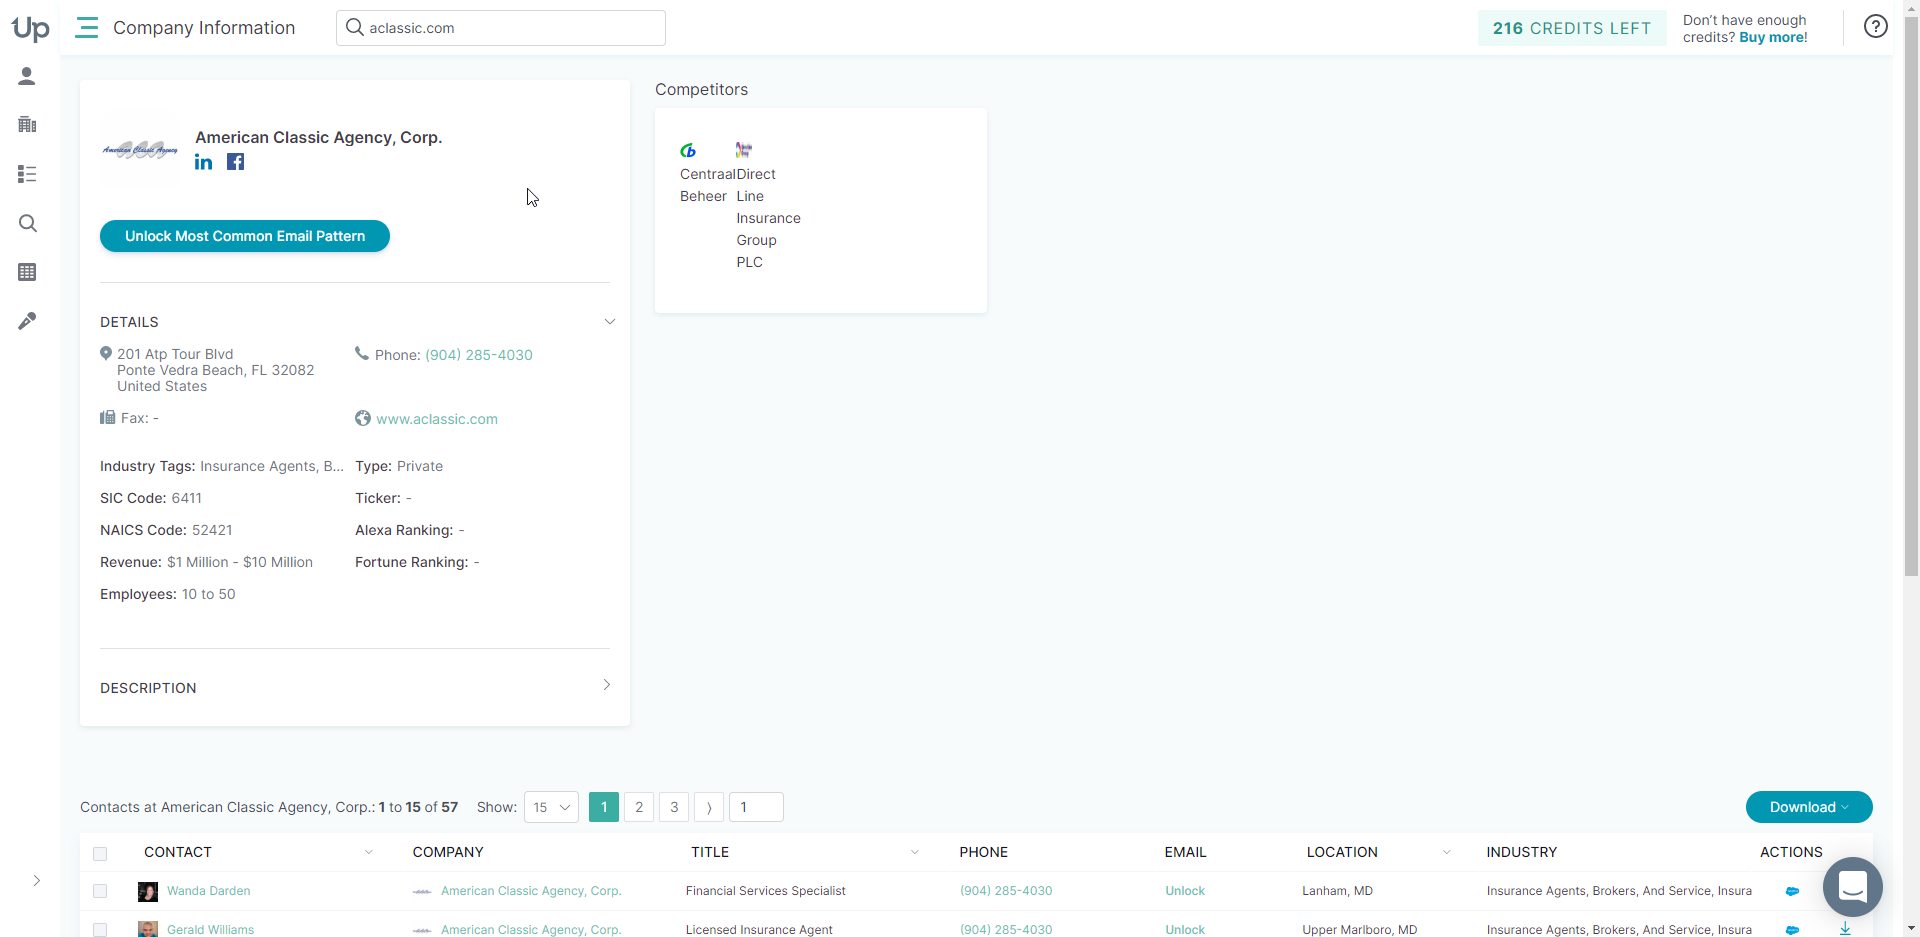 Up
Company Information
aclassic.com
216 CREDITS LEFT
Don't have enough
credits? Buy more!
American Classic Agency
American Classic Agency, Corp.
Unlock Most Common Email Pattern
Competitors
Centraal
Beheer
Direct
Line
Insurance
Group
PLC
DETAILS
201 Atp Tour Blvd
Ponte Vedra Beach, FL 32082
United States
Phone: (904) 285-4030
Fax: -
www.aclassic.com
Industry Tags: Insurance Agents, B...
Type: Private
SIC Code: 6411
Ticker: -
NAICS Code: 52421
Alexa Ranking: -
Revenue: $1 Million - $10 Million
Fortune Ranking: -
Employees: 10 to 50
DESCRIPTION
Contacts at American Classic Agency, Corp.: 1 to 15 of 57
Show: 15
1 2 3 ⟩ 1
Download
CONTACT COMPANY TITLE PHONE EMAIL LOCATION INDUSTRY ACTIONS
Wanda Darden American Classic Agency, Corp. Financial Services Specialist (904) 285-4030 Unlock Lanham, MD Insurance Agents, Brokers, And Service, Insura
Gerald Williams American Classic Agency, Corp. Licensed Insurance Agent (904) 285-4030 Unlock Upper Marlboro, MD Insurance Agents, Brokers, And Service, Insura